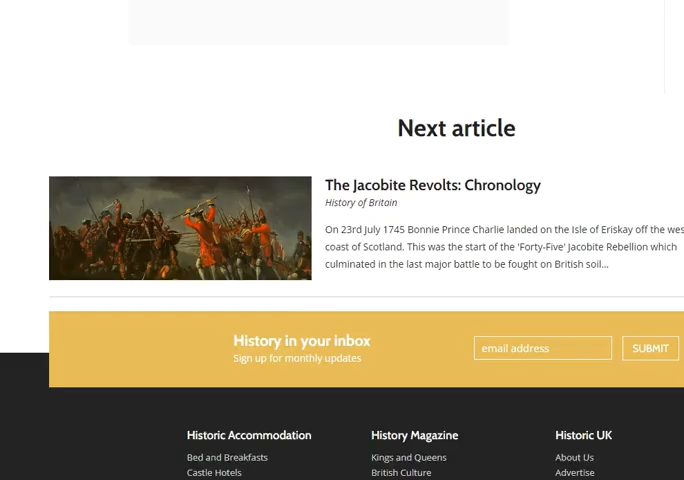 Next article
The Jacobite Revolts: Chronology
History of Britain
On 23rd July 1745 Bonnie Prince Charlie landed on the Isle of Eriskay off the
coast of Scotland. This was the start of the 'Forty-Five' Jacobite Rebellion which
culminated in the last major battle to be fought on British soil...
History in your inbox
Sign up for monthly updates
email address
SUBMIT
Historic Accommodation
History Magazine
Historic UK
Bed and Breakfasts
Kings and Queens
About Us
Castle Hotels
British Culture
Advertise